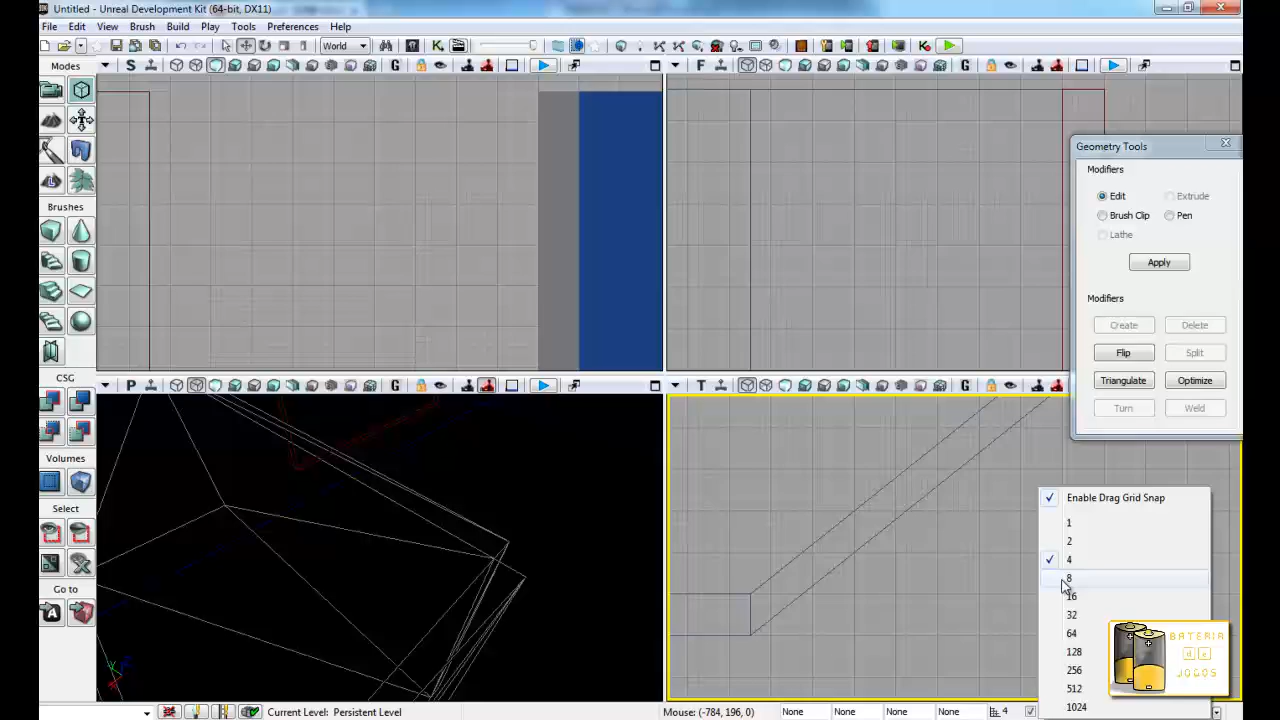 Untitled - Unreal Development Kit (64-bit, DX11)
File Edit View Brush Build Play Tools Preferences Help
World
Modes
S G
F G
Geometry Tools
Modifiers
Edit Extrude
Brush Clip Pen
Lathe
Apply
Modifiers
Create Delete
Flip Split
Triangulate Optimize
Turn Weld
Brushes
CSG
P G
T G
Volumes
Select
Go to
Enable Drag Grid Snap
1
2
4
8
16
32
64
128
256
512
1024
BATERIA
de
JOGOS
Current Level: Persistent Level
Mouse: (-784, 196, 0)
None None None None
4